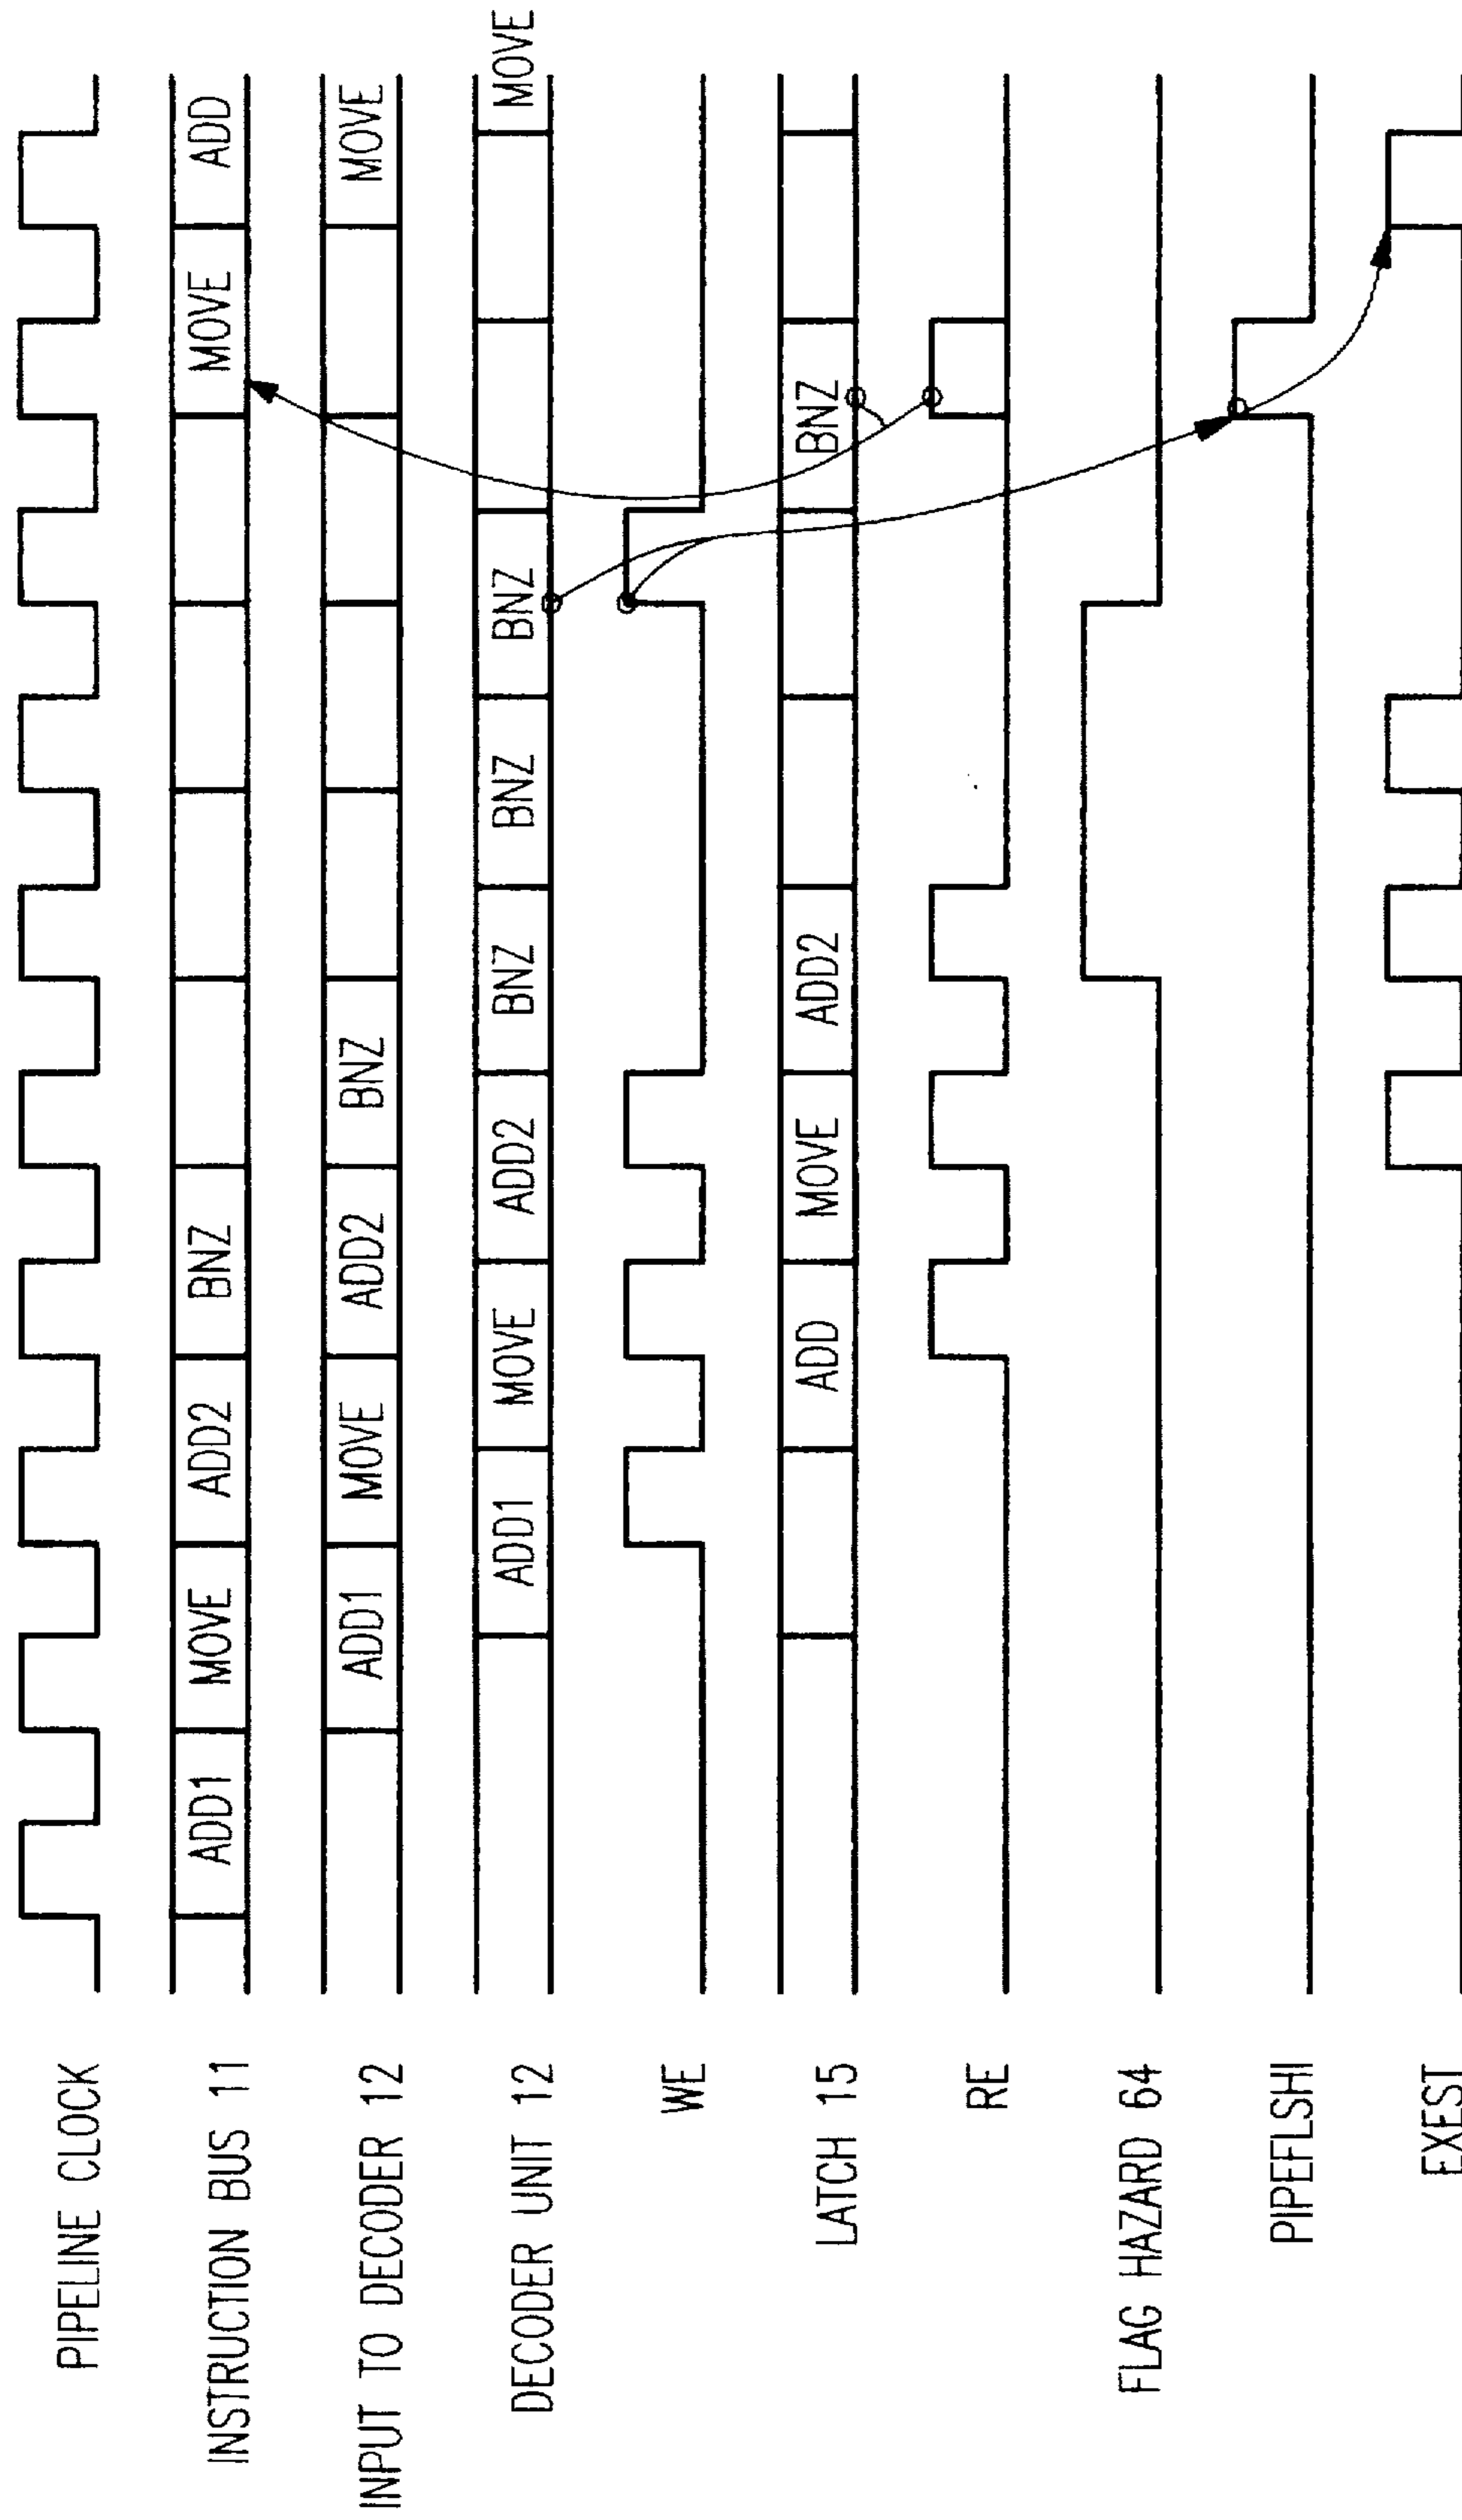 PIPELINE CLOCK
INSTRUCTION BUS 11 ADD1 MOVE ADD2 BNZ MOVE ADD
INPUT TO DECODER 12 ADD1 MOVE ADD2 BNZ MOVE
DECODER UNIT 12 ADD1 MOVE ADD2 BNZ BNZ BNZ MOVE
WE
LATCH 15 ADD MOVE ADD2 BNZ
RE
FLAG HAZARD 64
PIPEFLSHI
EXEST